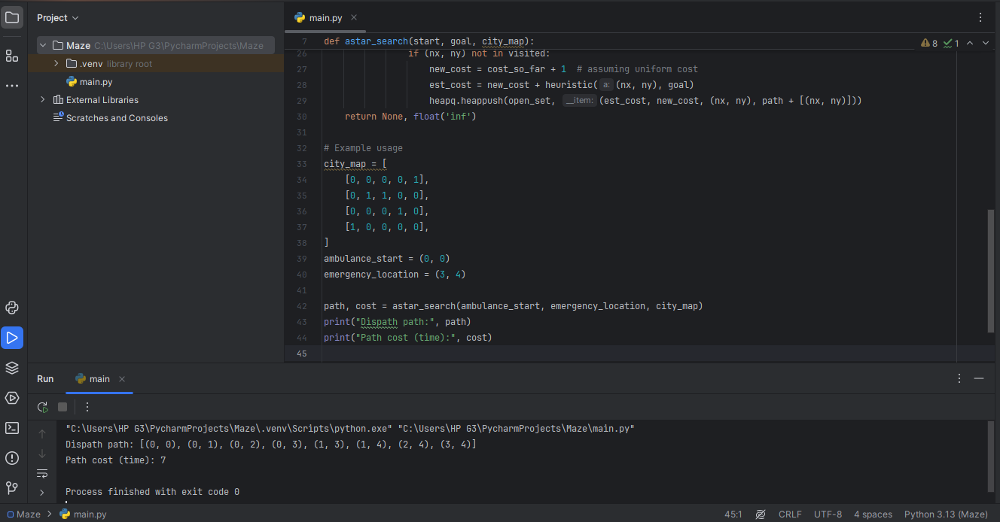 Project
main.py
Maze C:\Users\HP G3\PycharmProjects\Maze
.venv library root
main.py
External Libraries
Scratches and Consoles
7 def astar_search(start, goal, city_map):
8 1
26 if (nx, ny) not in visited:
27 new_cost = cost_so_far + 1  # assuming uniform cost
28 est_cost = new_cost + heuristic( a: (nx, ny), goal)
29 heapq.heappush(open_set, __item: (est_cost, new_cost, (nx, ny), path + [(nx, ny)]))
30 return None, float('inf')
31
32 # Example usage
33 city_map = [
34 [0, 0, 0, 0, 1],
35 [0, 1, 1, 0, 0],
36 [0, 0, 0, 1, 0],
37 [1, 0, 0, 0, 0],
38 ]
39 ambulance_start = (0, 0)
40 emergency_location = (3, 4)
41
42 path, cost = astar_search(ambulance_start, emergency_location, city_map)
43 print("Dispath path:", path)
44 print("Path cost (time):", cost)
45
Run main
"C:\Users\HP G3\PycharmProjects\Maze\.venv\Scripts\python.exe" "C:\Users\HP G3\PycharmProjects\Maze\main.py"
Dispath path: [(0, 0), (0, 1), (0, 2), (0, 3), (1, 3), (1, 4), (2, 4), (3, 4)]
Path cost (time): 7
Process finished with exit code 0
Maze > main.py
45:1 CRLF UTF-8 4 spaces Python 3.13 (Maze)